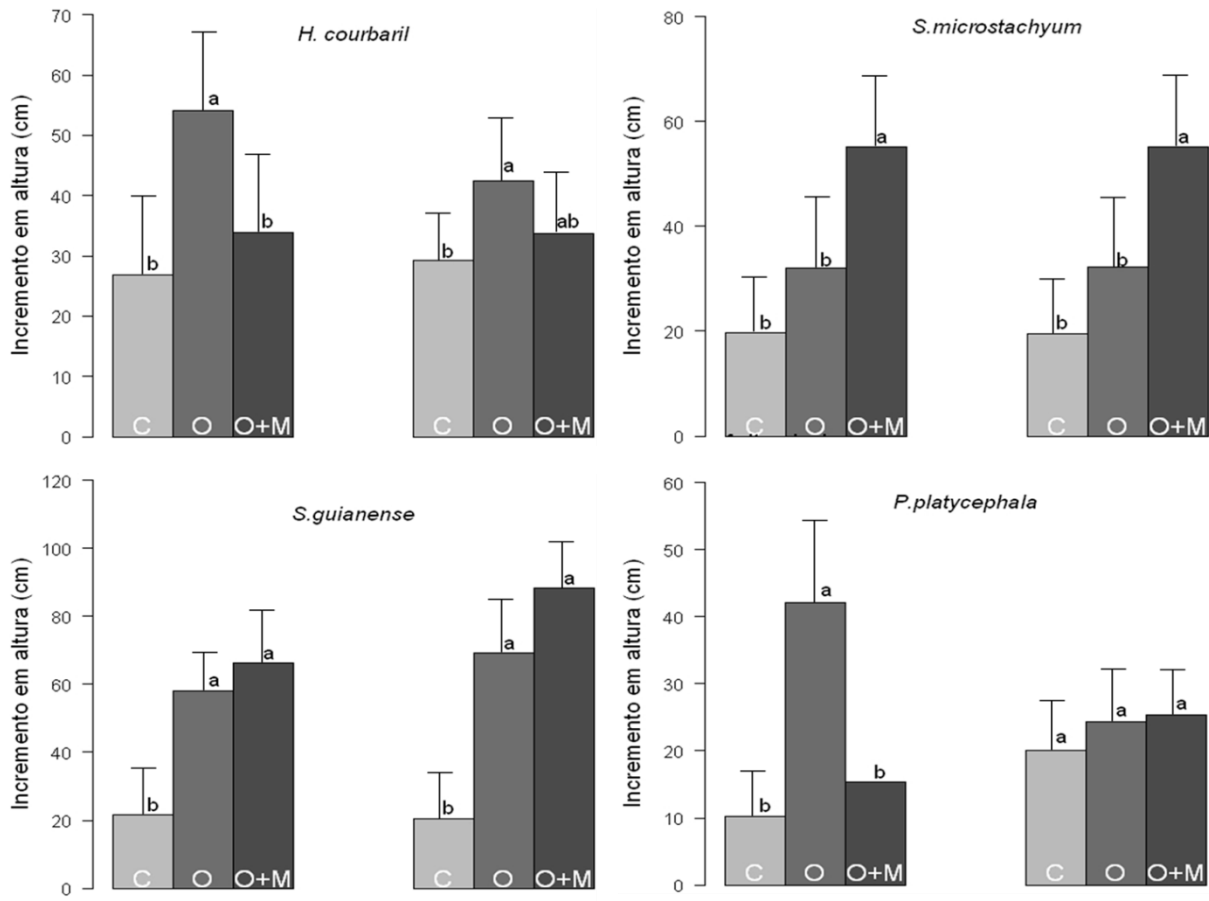 H. courbaril
Incremento em altura (cm)
70
60
50
40
30
20
10
0
b
a
b
b
a
ab
C O O+M
C O O+M
S.microstachyum
Incremento em altura (cm)
80
60
40
20
0
b
b
a
b
b
a
C O O+M
C O O+M
S.guianense
Incremento em altura (cm)
120
100
80
60
40
20
0
b
a
a
b
a
a
C O O+M
C O O+M
P.platycephala
Incremento em altura (cm)
60
50
40
30
20
10
0
b
a
b
a
a
a
C O O+M
C O O+M